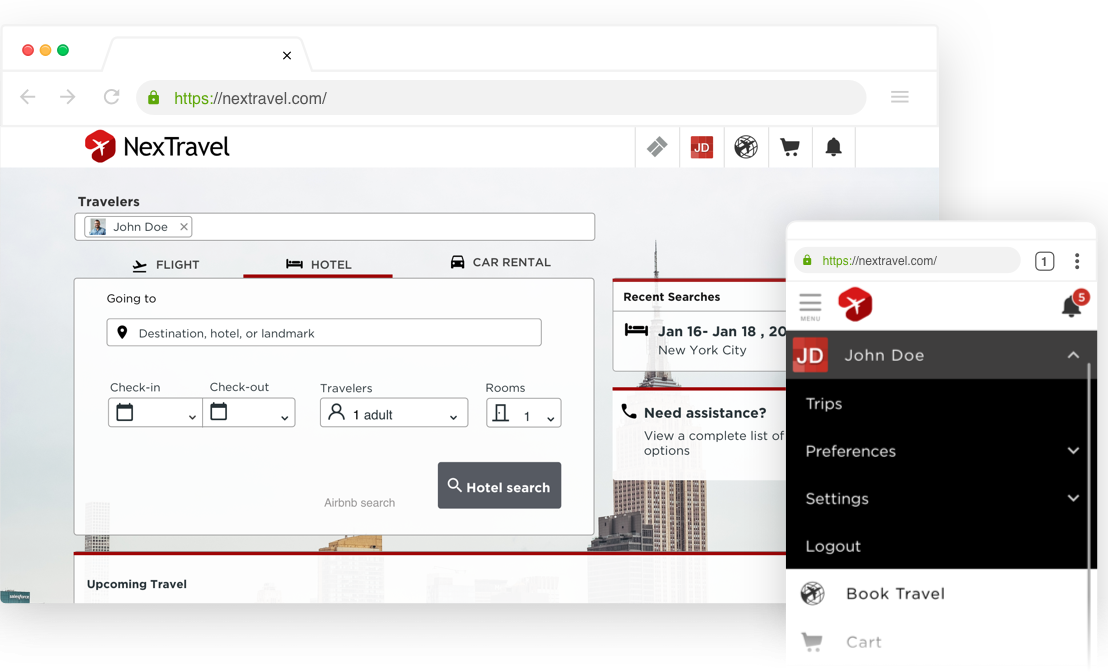 https://nextravel.com/
NexTravel
JD
Travelers
John Doe
FLIGHT
HOTEL
CAR RENTAL
Going to
Destination, hotel, or landmark
Check-in
Check-out
Travelers
Rooms
1 adult
1
Airbnb search
Hotel search
Recent Searches
Jan 16- Jan 18 , 20
New York City
Need assistance?
View a complete list of
options
Upcoming Travel
salesforce
https://nextravel.com/
1
MENU
5
JD
John Doe
Trips
Preferences
Settings
Logout
Book Travel
Cart